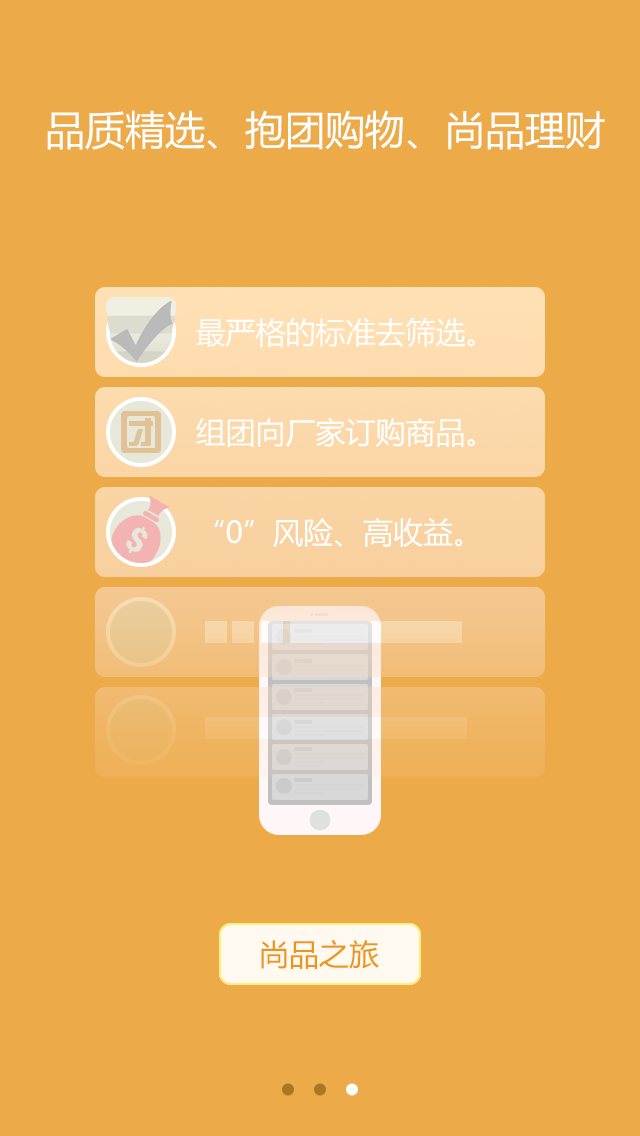 品质精选、抱团购物、尚品理财
最严格的标准去筛选。
团
组团向厂家订购商品。
$
“0”风险、高收益。
尚品之旅